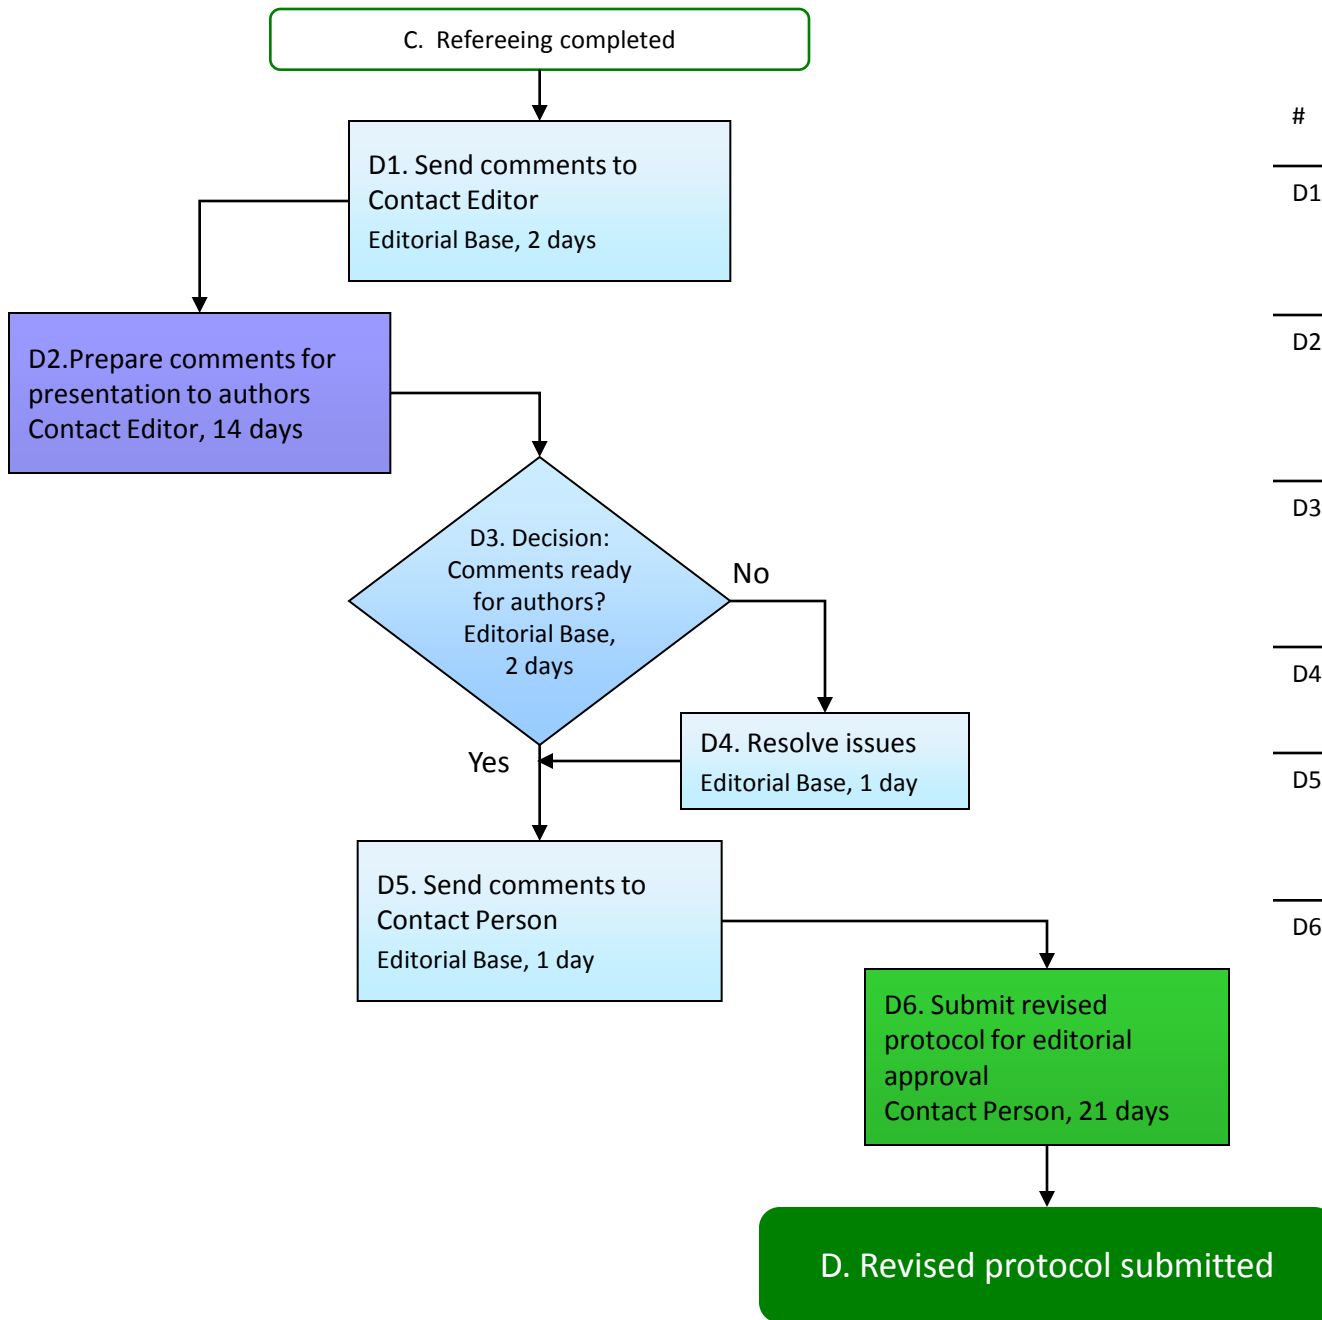 C.  Refereeing completed
D1. Send comments to
Contact Editor
Editorial Base, 2 days
D2.Prepare comments for
presentation to authors
Contact Editor, 14 days
D3. Decision:
Comments ready
for authors?
Editorial Base,
2 days
No
D4. Resolve issues
Editorial Base, 1 day
Yes
D5. Send comments to
Contact Person
Editorial Base, 1 day
D6. Submit revised
protocol for editorial
approval
Contact Person, 21 days
D. Revised protocol submitted
#
D1
D2
D3
D4
D5
D6